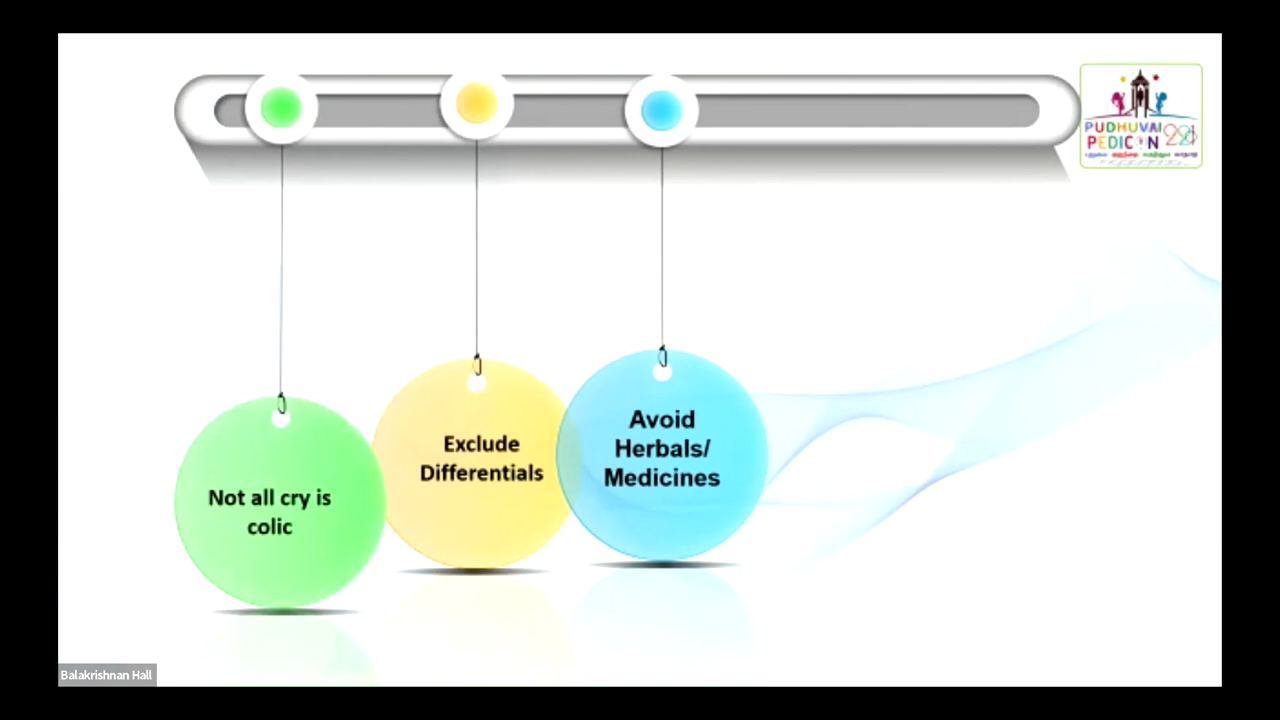 PUDHUVAI
PEDICON
Avoid
Herbals/
Medicines
Exclude
Differentials
Not all cry is
colic
Balakrishnan Hall